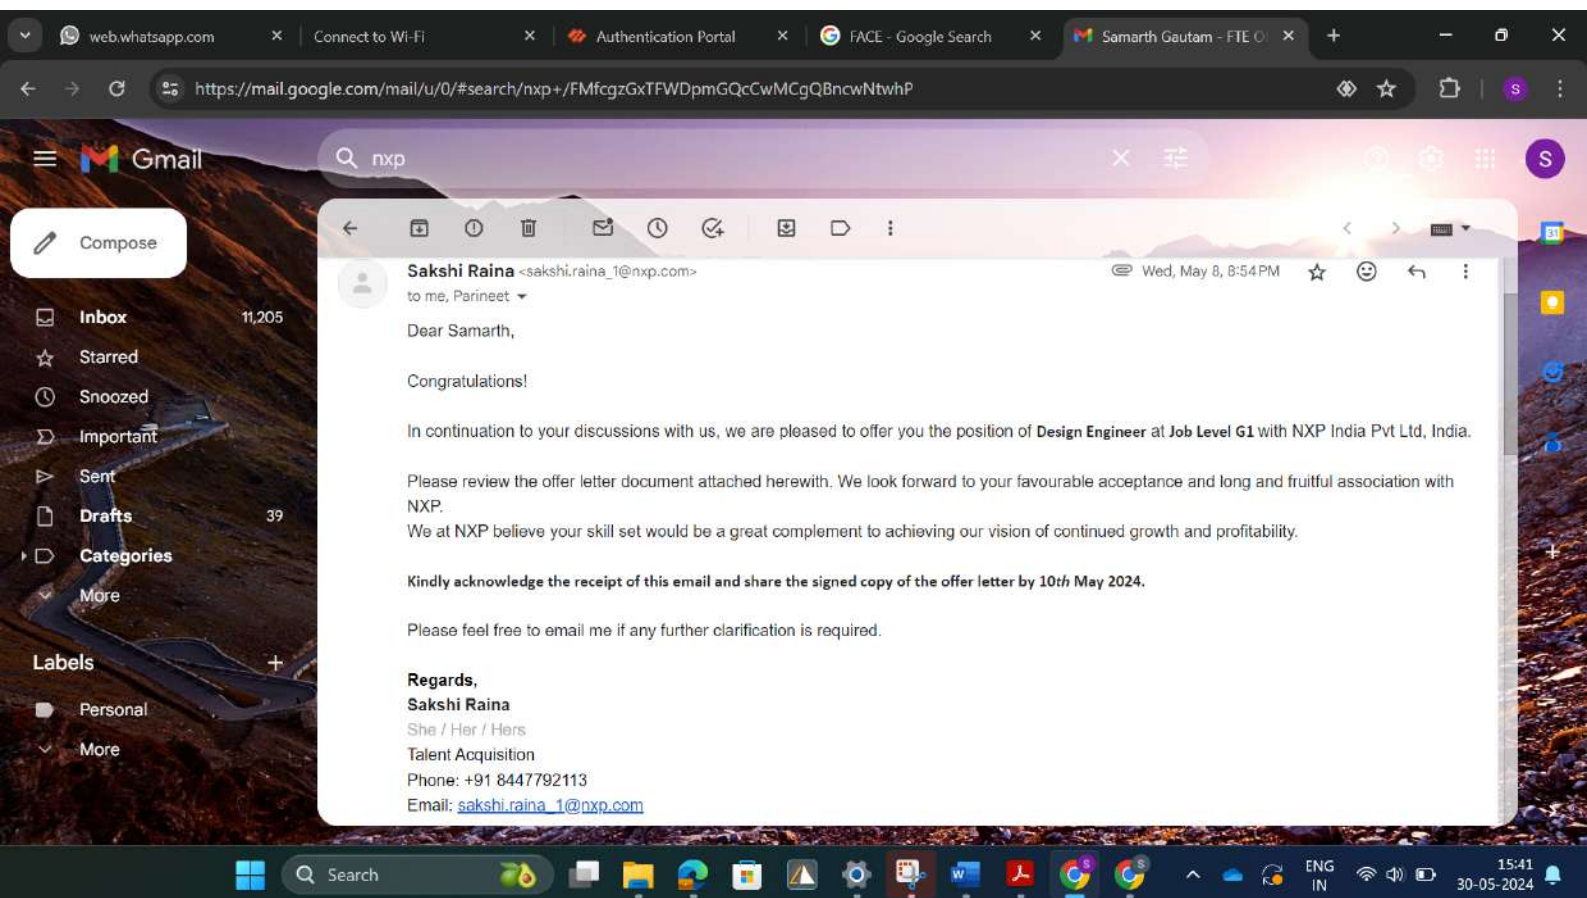 web.whatsapp.com
Connect to Wi-Fi
Authentication Portal
FACE - Google Search
Samarth Gautam - FTE O
https://mail.google.com/mail/u/0/#search/nxp+/FMfcgzGxTFWDpmGQcCwMCgQBncwNtwhP
S
Gmail
nxp
S
Compose
31
Sakshi Raina <sakshi.raina_1@nxp.com>
Wed, May 8, 8:54 PM
to me, Parineet
Inbox 11,205
Starred
Snoozed
Important
Sent
Drafts 39
Categories
More
Labels
Personal
More
Dear Samarth,
Congratulations!
In continuation to your discussions with us, we are pleased to offer you the position of Design Engineer at Job Level G1 with NXP India Pvt Ltd, India.
Please review the offer letter document attached herewith. We look forward to your favourable acceptance and long and fruitful association with
NXP.
We at NXP believe your skill set would be a great complement to achieving our vision of continued growth and profitability.
Kindly acknowledge the receipt of this email and share the signed copy of the offer letter by 10th May 2024.
Please feel free to email me if any further clarification is required.
Regards,
Sakshi Raina
She / Her / Hers
Talent Acquisition
Phone: +91 8447792113
Email: sakshi.raina_1@nxp.com
Search
ENG
IN
15:41
30-05-2024